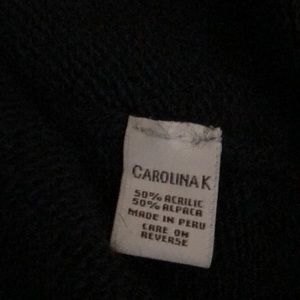 CAROLINA K
50% ACRILIC
50% ALPACA
MADE IN PERU
CARE ON
REVERSE